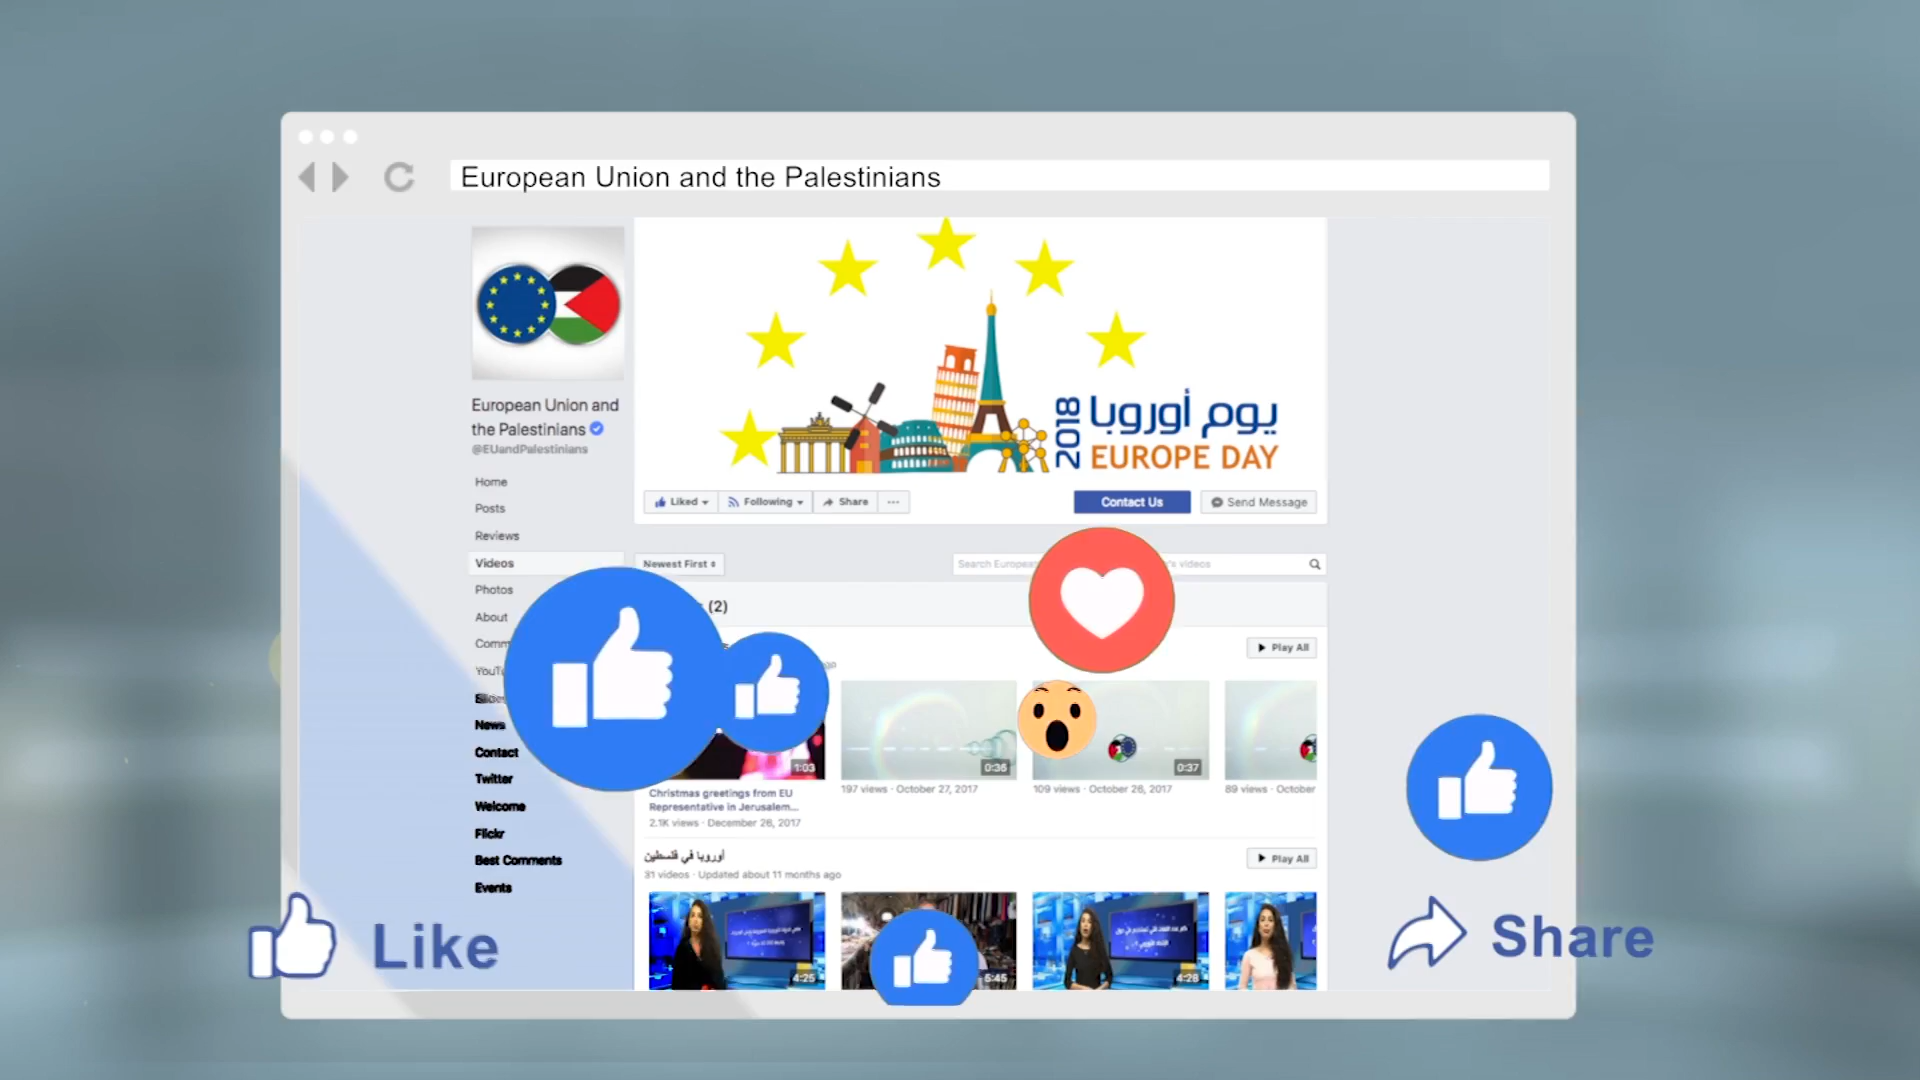 European Union and the Palestinians
European Union and
the Palestinians
@EUandPalestinians
Home
Posts
Reviews
Videos
Photos
About
News
Contact
Twitter
Welcome
Flickr
Best Comments
Events
2018
يوم أوروبا
EUROPE DAY
Liked
Following
Share
Contact Us
Send Message
Newest First
Search
videos
(2)
Play All
1:03
0:36
0:37
Christmas greetings from EU
Representative in Jerusalem...
2.1K views · December 26, 2017
197 views · October 27, 2017
109 views · October 26, 2017
89 views · October
أوروبا في فلسطين
31 videos · Updated about 11 months ago
Play All
4:25
5:45
4:28
Like
Share